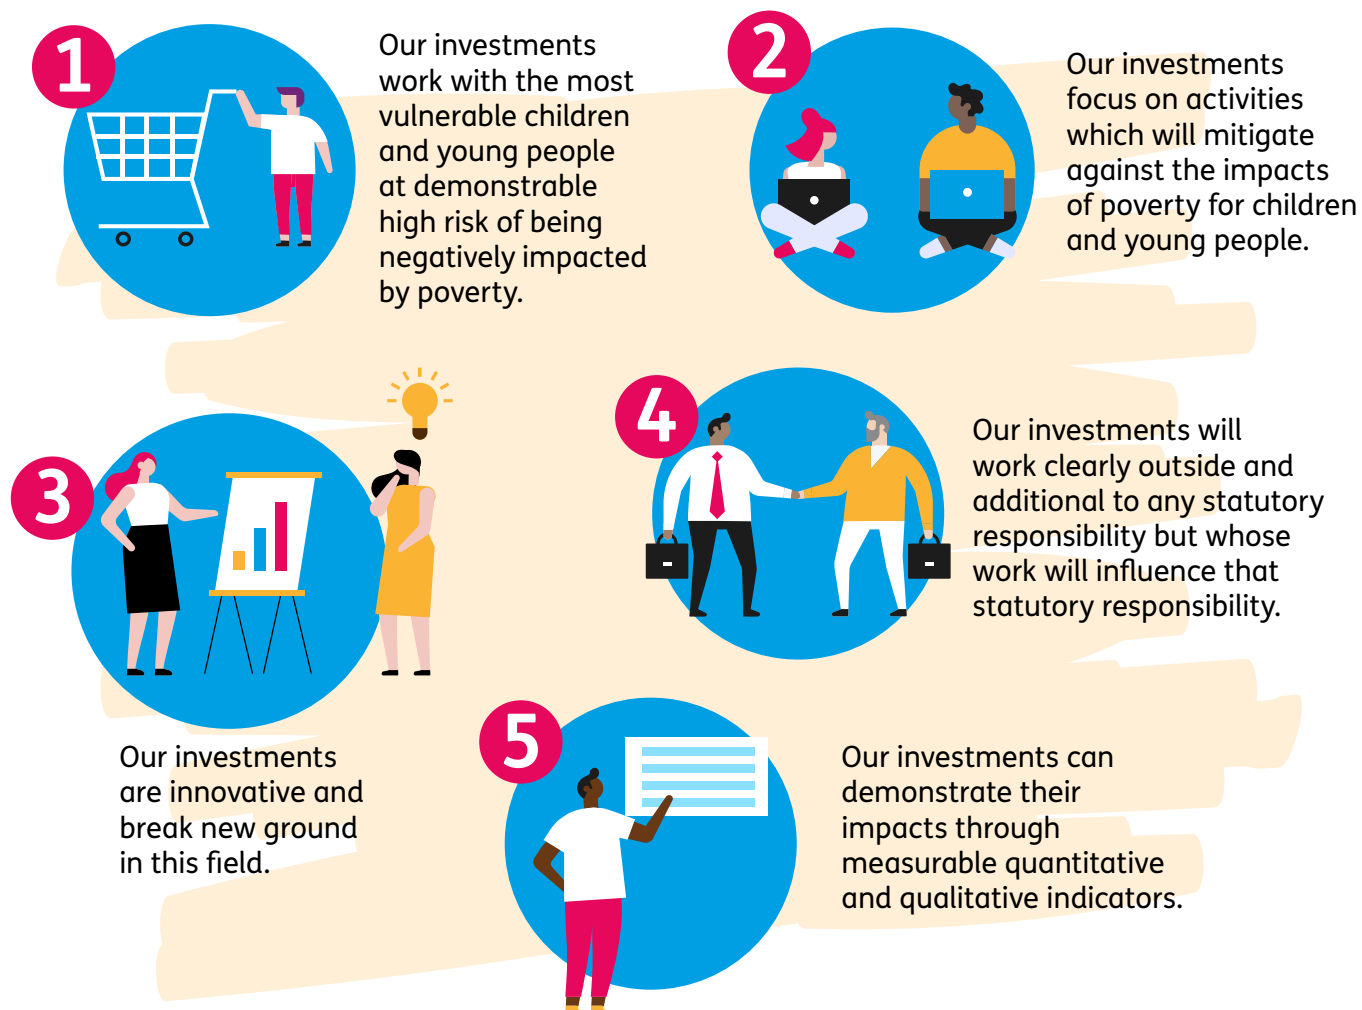 1
Our investments
work with the most
vulnerable children
and young people
at demonstrable
high risk of being
negatively impacted
by poverty.
2
Our investments
focus on activities
which will mitigate
against the impacts
of poverty for children
and young people.
3
Our investments
are innovative and
break new ground
in this field.
4
Our investments will
work clearly outside and
additional to any statutory
responsibility but whose
work will influence that
statutory responsibility.
5
Our investments can
demonstrate their
impacts through
measurable quantitative
and qualitative indicators.